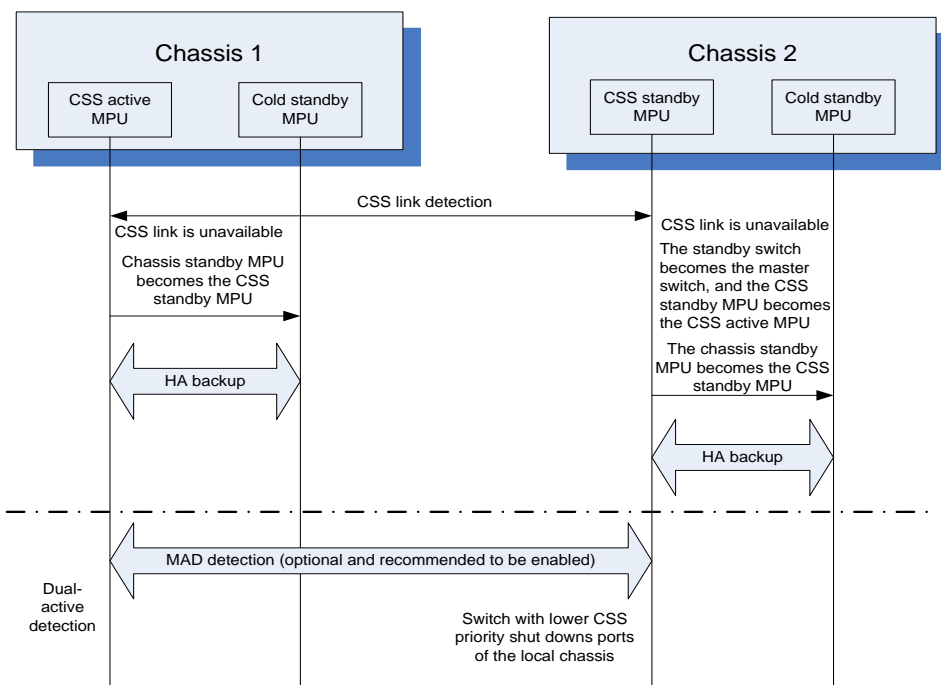 Chassis 1
Chassis 2
CSS active
MPU
Cold standby
MPU
CSS standby
MPU
Cold standby
MPU
CSS link detection
CSS link is unavailable
Chassis standby MPU
becomes the CSS
standby MPU
CSS link is unavailable
The standby switch
becomes the master
switch, and the CSS
standby MPU becomes
the CSS active MPU
The chassis standby
MPU becomes the CSS
standby MPU
HA backup
HA backup
MAD detection (optional and recommended to be enabled)
Dual-
active
detection
Switch with lower CSS
priority shut downs ports
of the local chassis